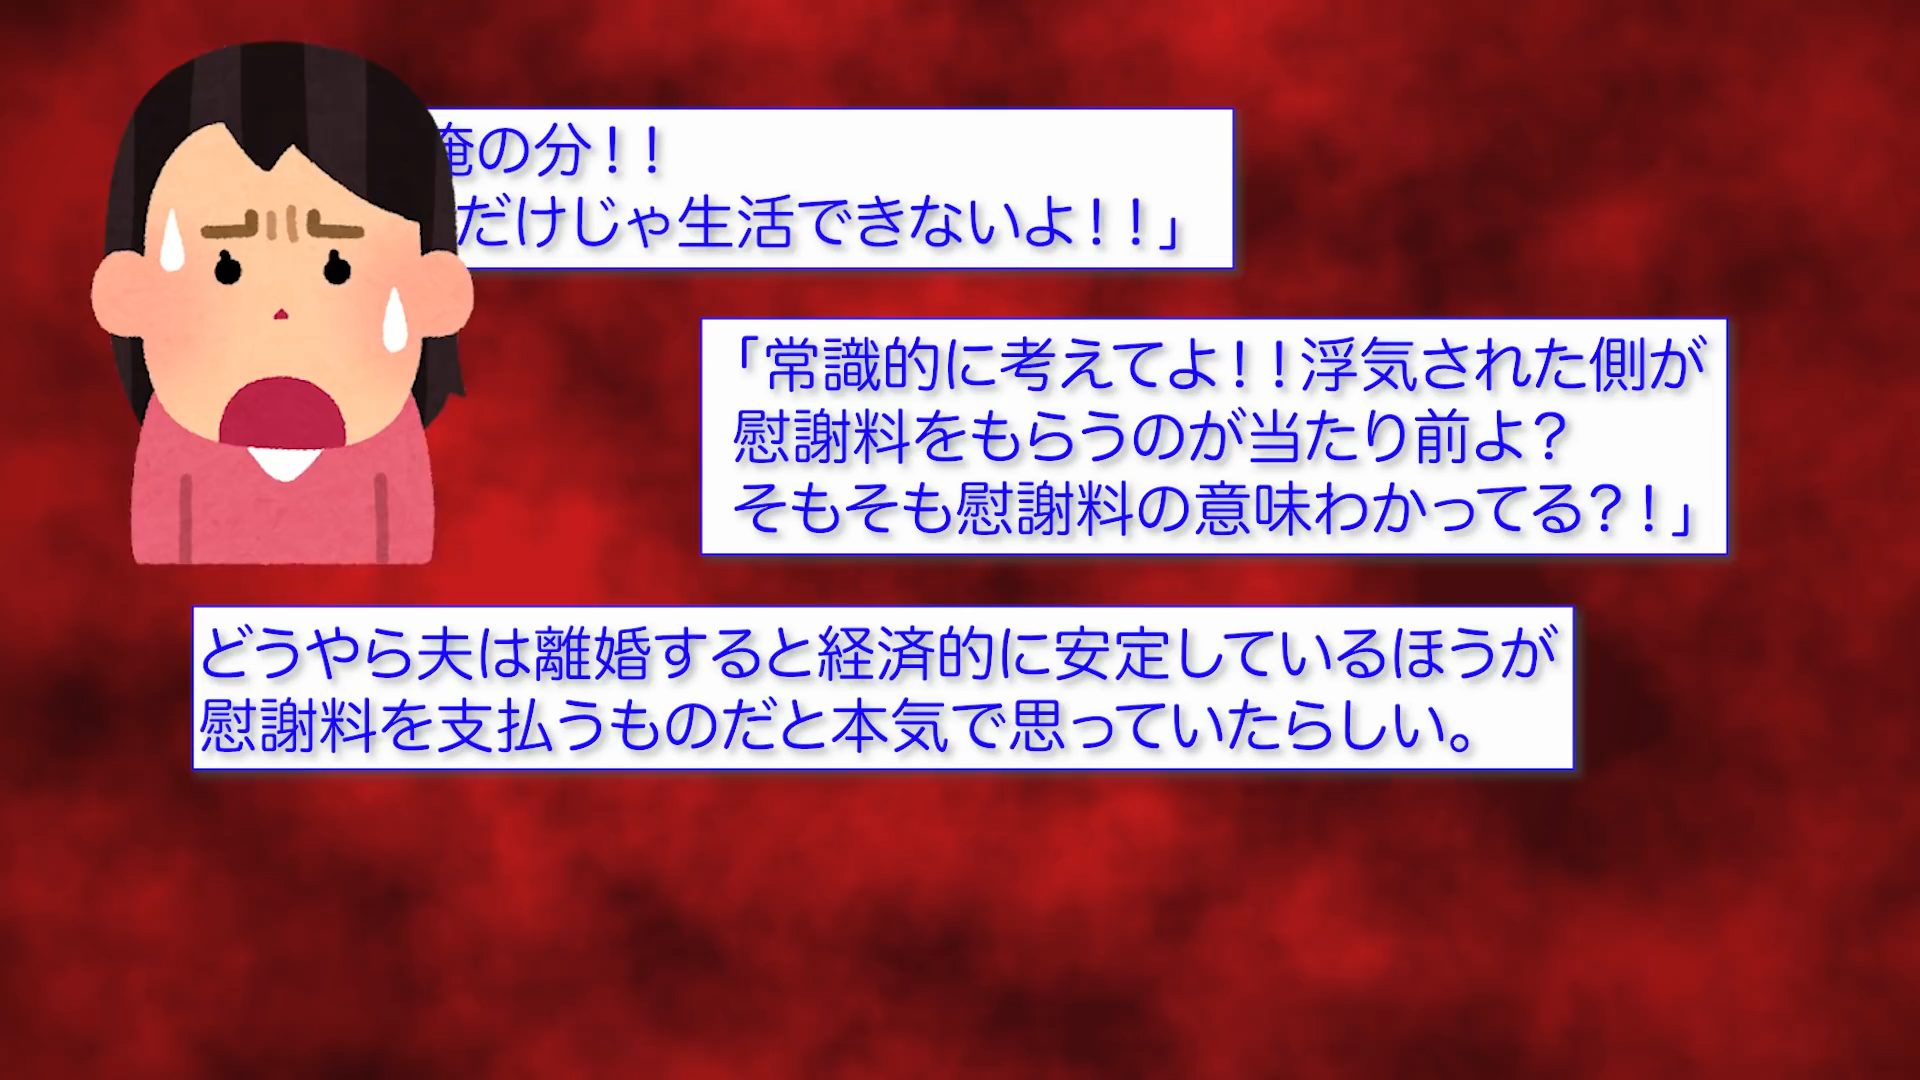 俺の分！！
だけじゃ生活できないよ！！」
「常識的に考えてよ！！浮気された側が
慰謝料をもらうのが当たり前よ？
そもそも慰謝料の意味わかってる？！」
どうやら夫は離婚すると経済的に安定しているほうが
慰謝料を支払うものだと本気で思っていたらしい。